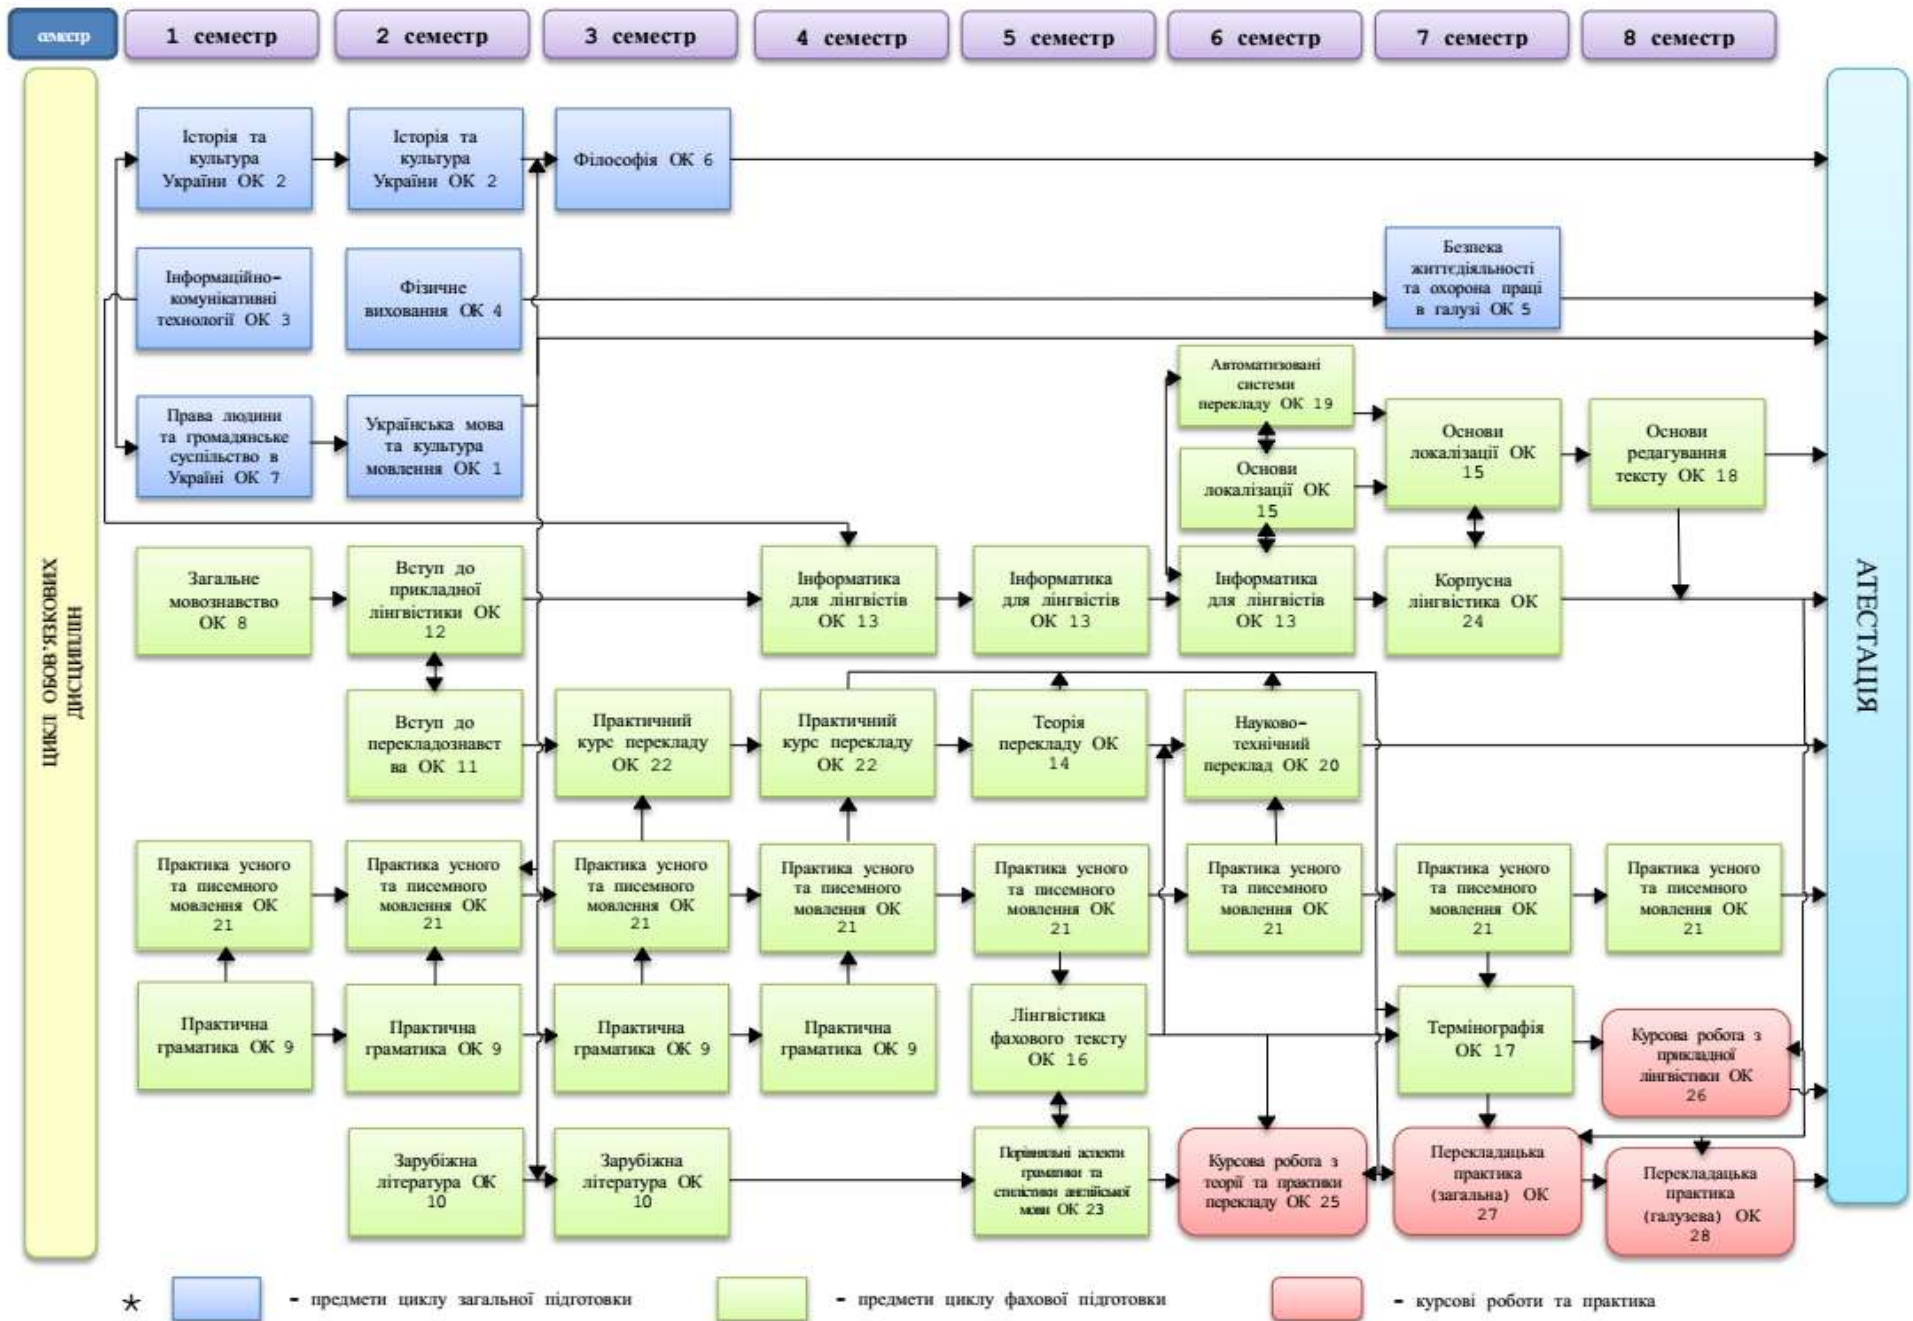 семестр
1 семестр
2 семестр
3 семестр
4 семестр
5 семестр
6 семестр
7 семестр
8 семестр
ЦИКЛ ОБОВ'ЯЗКОВИХ
ДИСЦИПЛІН
Історія та
культура
України ОК 2
Історія та
культура
України ОК 2
Філософія ОК 6
Інформаційно-
комунікативні
технології ОК 3
Фізичне
виховання ОК 4
Безпека
життєдіяльності
та охорона праці
в галузі ОК 5
Права людини
та громадянське
суспільство в
Україні ОК 7
Українська мова
та культура
мовлення ОК 1
Автоматизовані
системи
перекладу ОК 19
Основи
локалізації ОК
15
Основи
локалізації ОК
15
Основи
редагування
тексту ОК 18
Загальне
мовознавство
ОК 8
Вступ до
прикладної
лінгвістики ОК
12
Інформатика
для лінгвістів
ОК 13
Інформатика
для лінгвістів
ОК 13
Інформатика
для лінгвістів
ОК 13
Корпусна
лінгвістика ОК
24
Вступ до
перекладознавст
ва ОК 11
Практичний
курс перекладу
ОК 22
Практичний
курс перекладу
ОК 22
Теорія
перекладу ОК
14
Науково-
технічний
переклад ОК 20
Практика усного
та писемного
мовлення ОК
21
Практика усного
та писемного
мовлення ОК
21
Практика усного
та писемного
мовлення ОК
21
Практика усного
та писемного
мовлення ОК
21
Практика усного
та писемного
мовлення ОК
21
Практика усного
та писемного
мовлення ОК
21
Практика усного
та писемного
мовлення ОК
21
Практика усного
та писемного
мовлення ОК
21
Практична
граматика ОК 9
Практична
граматика ОК 9
Практична
граматика ОК 9
Практична
граматика ОК 9
Лінгвістика
фахового тексту
ОК 16
Термінографія
ОК 17
Курсова робота з
прикладної
лінгвістики ОК
26
Зарубіжна
література ОК
10
Зарубіжна
література ОК
10
Порівняльні аспекти
граматики та
стилістики англійської
мови ОК 23
Курсова робота з
теорії та практики
перекладу ОК 25
Перекладацька
практика
(загальна) ОК
27
Перекладацька
практика
(галузева) ОК
28
АТЕСТАЦІЯ
*
- предмети циклу загальної підготовки
- предмети циклу фахової підготовки
- курсові роботи та практика